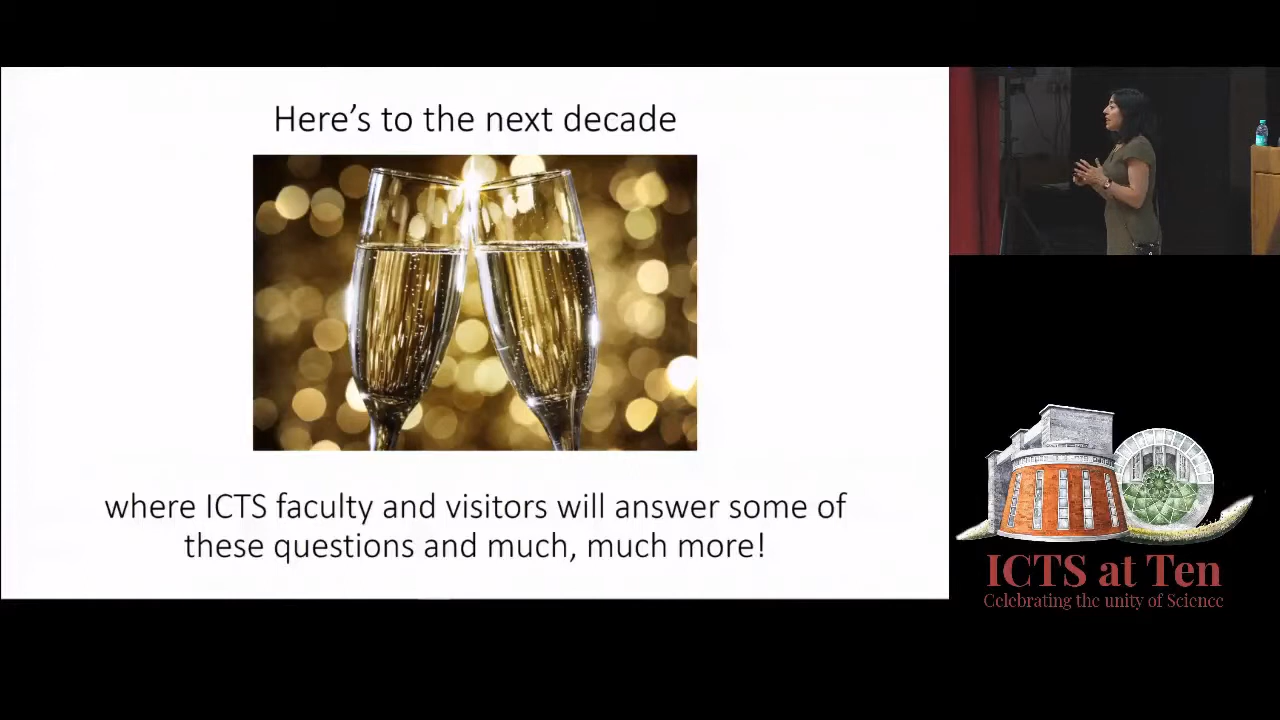 Here's to the next decade
where ICTS faculty and visitors will answer some of
these questions and much, much more!
ICTS at Ten
Celebrating the unity of Science